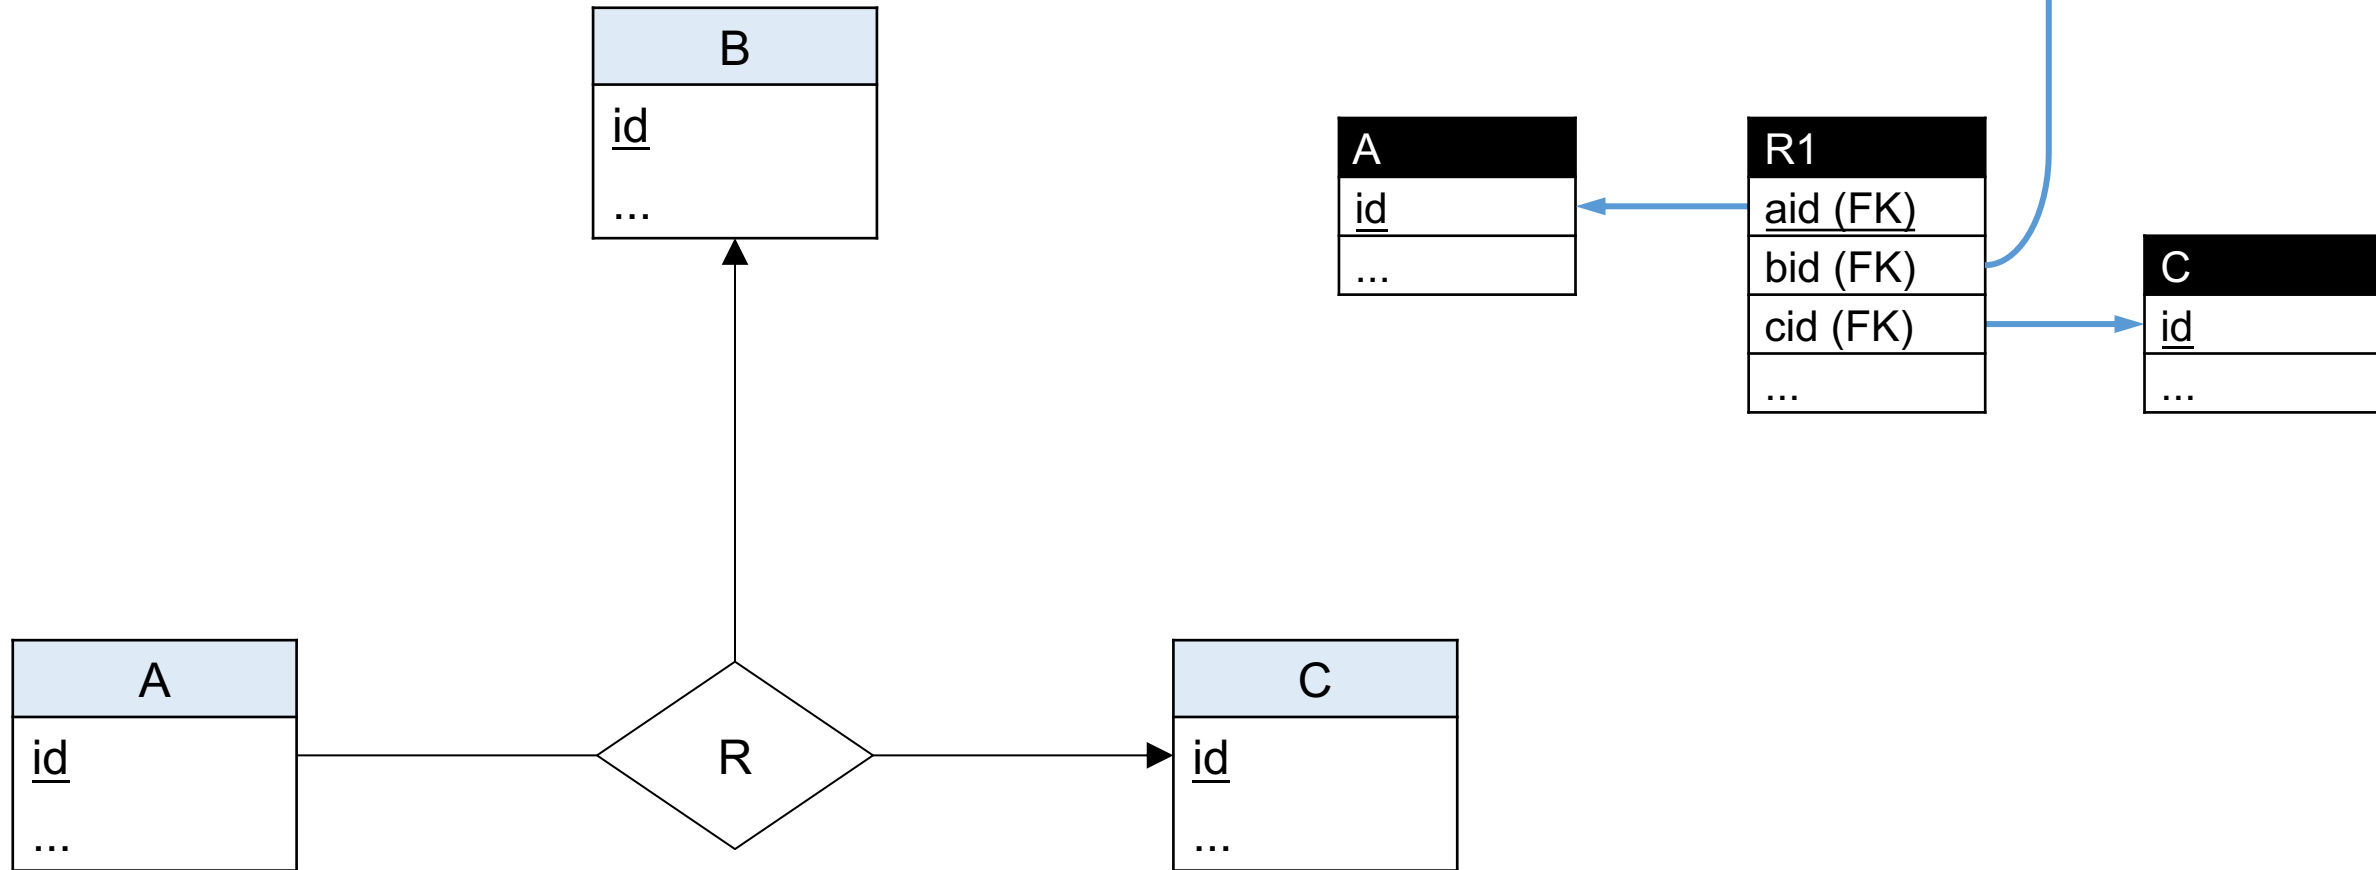 B
id
...
A
id
...
R1
aid (FK)
bid (FK)
cid (FK)
...
C
id
...
A
id
...
R
C
id
...